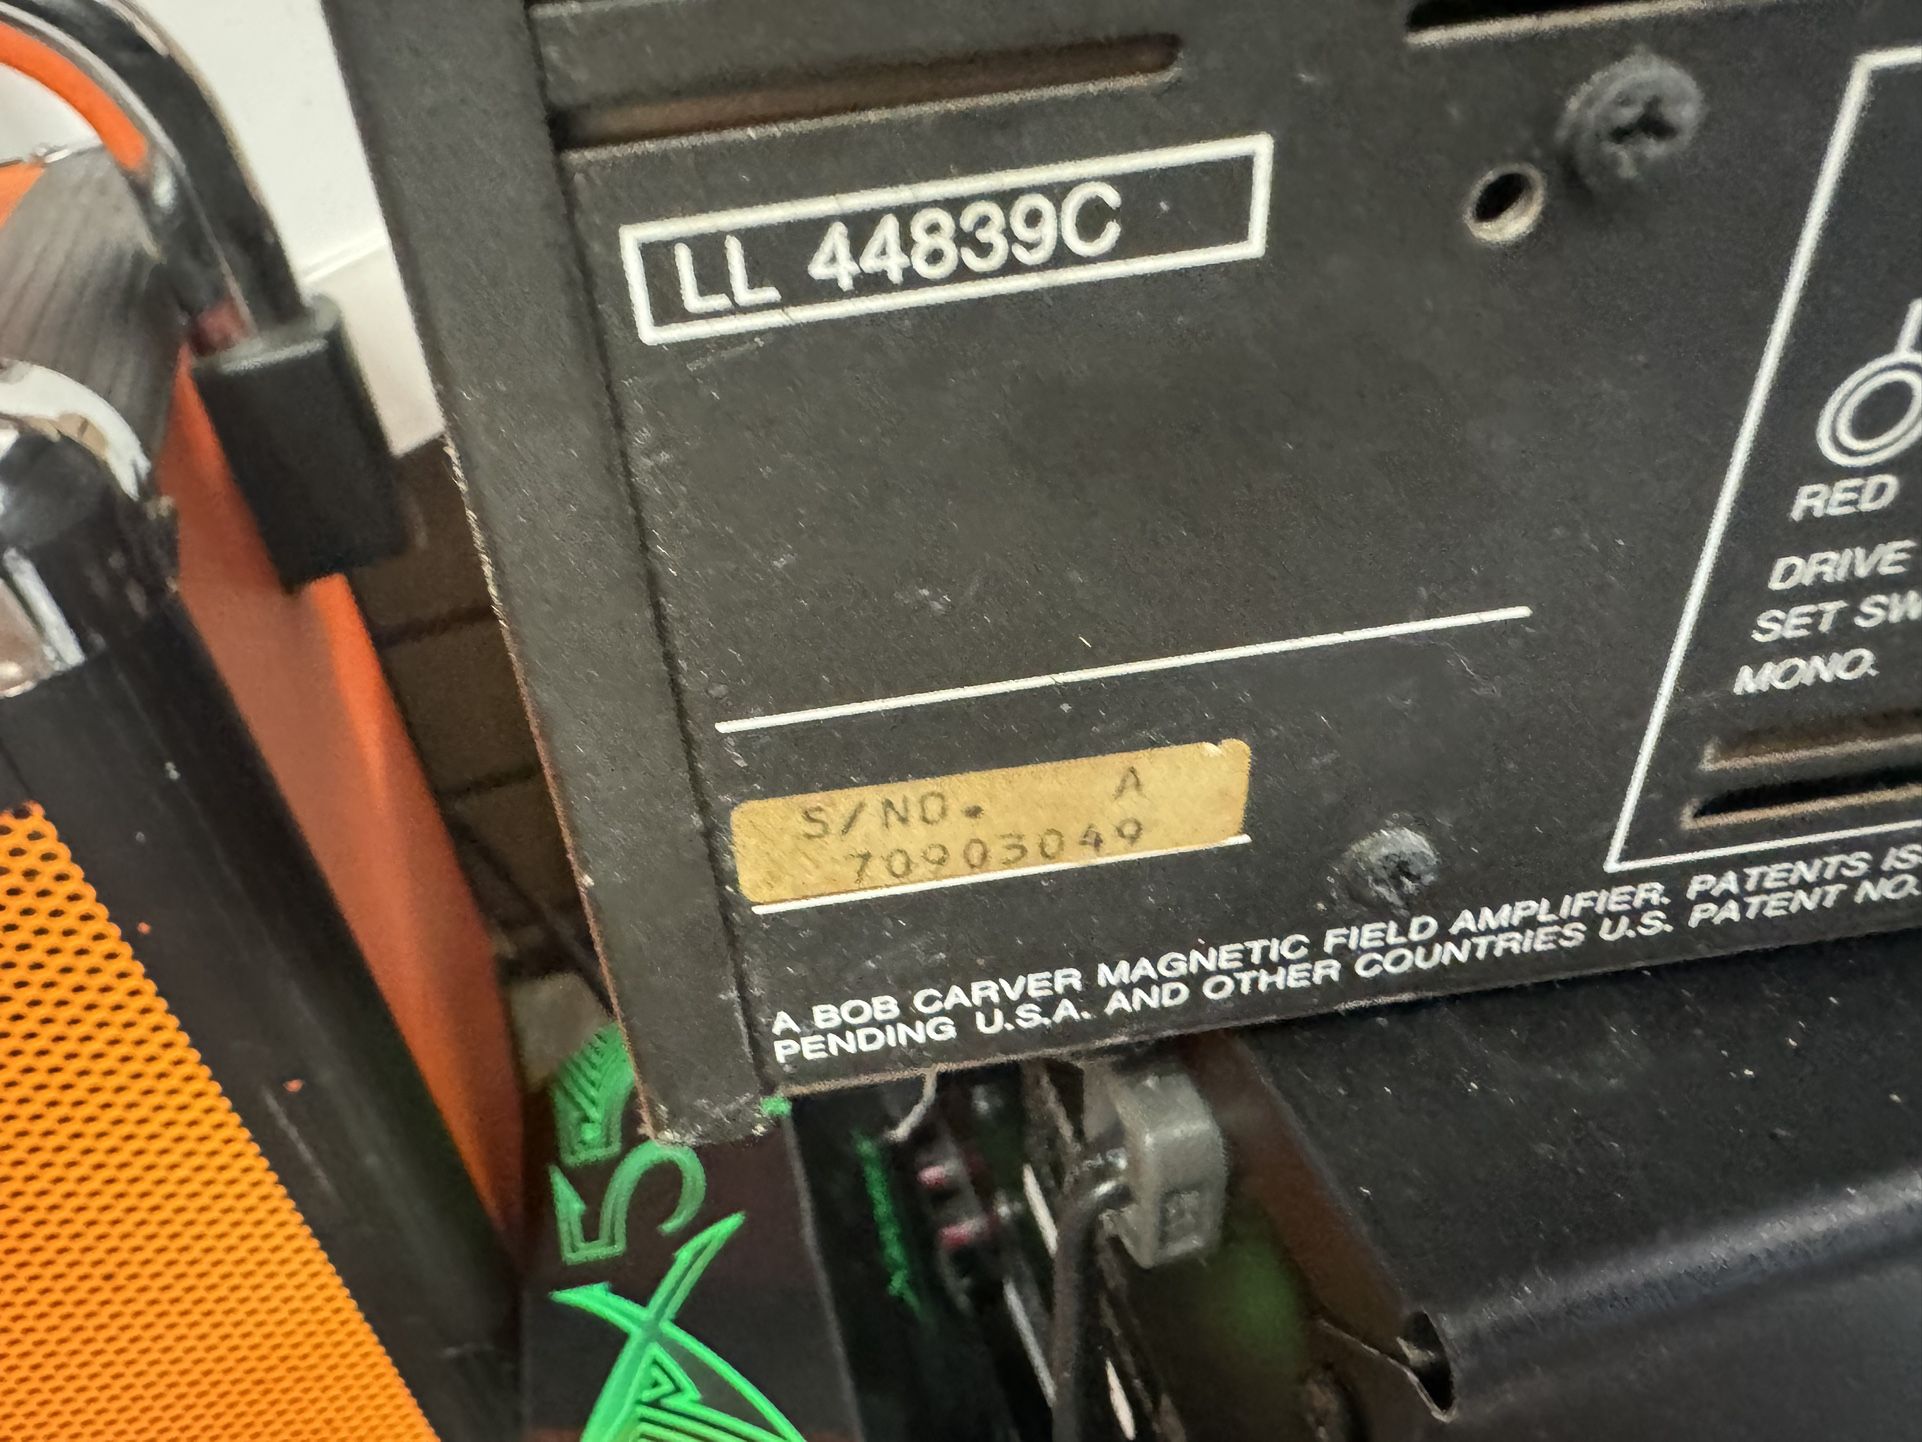 LL 44839C
RED
DRIVE
SET SW
MONO.
S/NO. A
70903049
A BOB CARVER MAGNETIC FIELD AMPLIFIER. PATENTS IS
PENDING U.S.A. AND OTHER COUNTRIES U.S. PATENT NO.
5